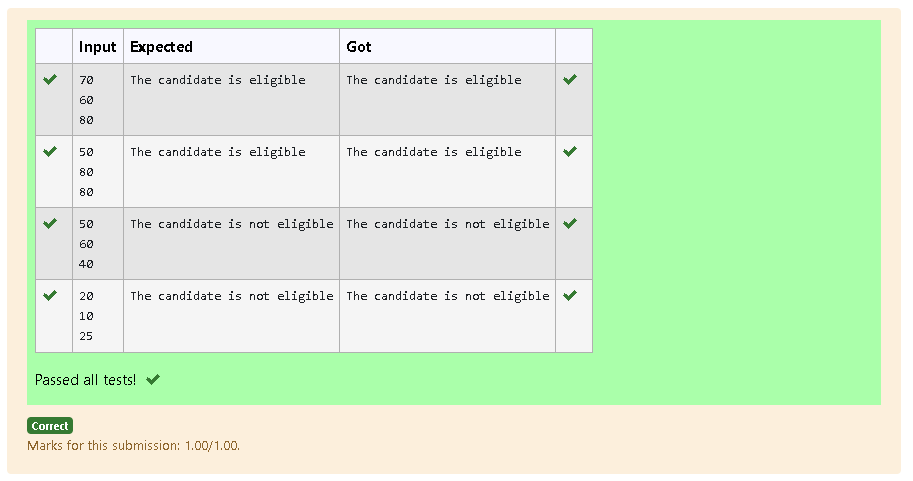 Input Expected Got
70 The candidate is eligible The candidate is eligible
60
80
50 The candidate is eligible The candidate is eligible
80
80
50 The candidate is not eligible The candidate is not eligible
60
40
20 The candidate is not eligible The candidate is not eligible
10
25
Passed all tests!
Correct
Marks for this submission: 1.00/1.00.